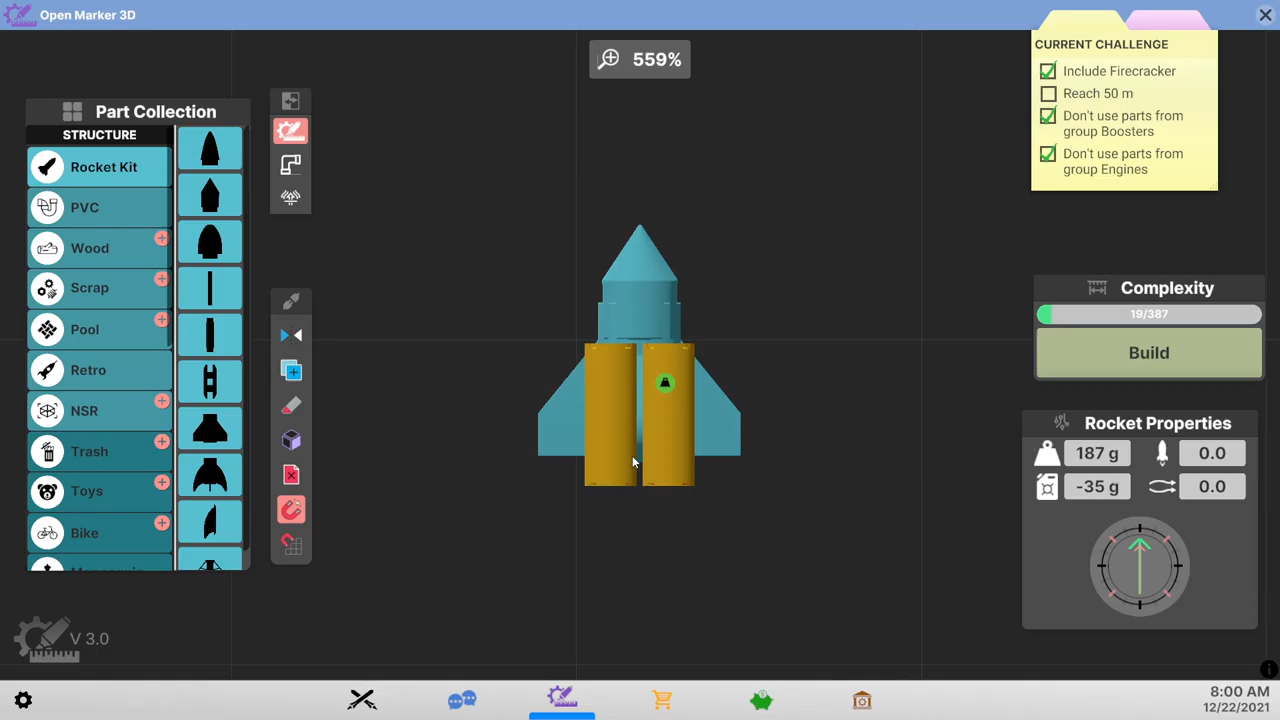 Open Marker 3D
559%
CURRENT CHALLENGE
Include Firecracker
Reach 50 m
Don't use parts from
group Boosters
Don't use parts from
group Engines
Part Collection
STRUCTURE
Rocket Kit
PVC
Wood
Scrap
Pool
Retro
NSR
Trash
Toys
Bike
Complexity
19/387
Build
Rocket Properties
187 g
0.0
-35 g
0.0
V 3.0
8:00 AM
12/22/2021